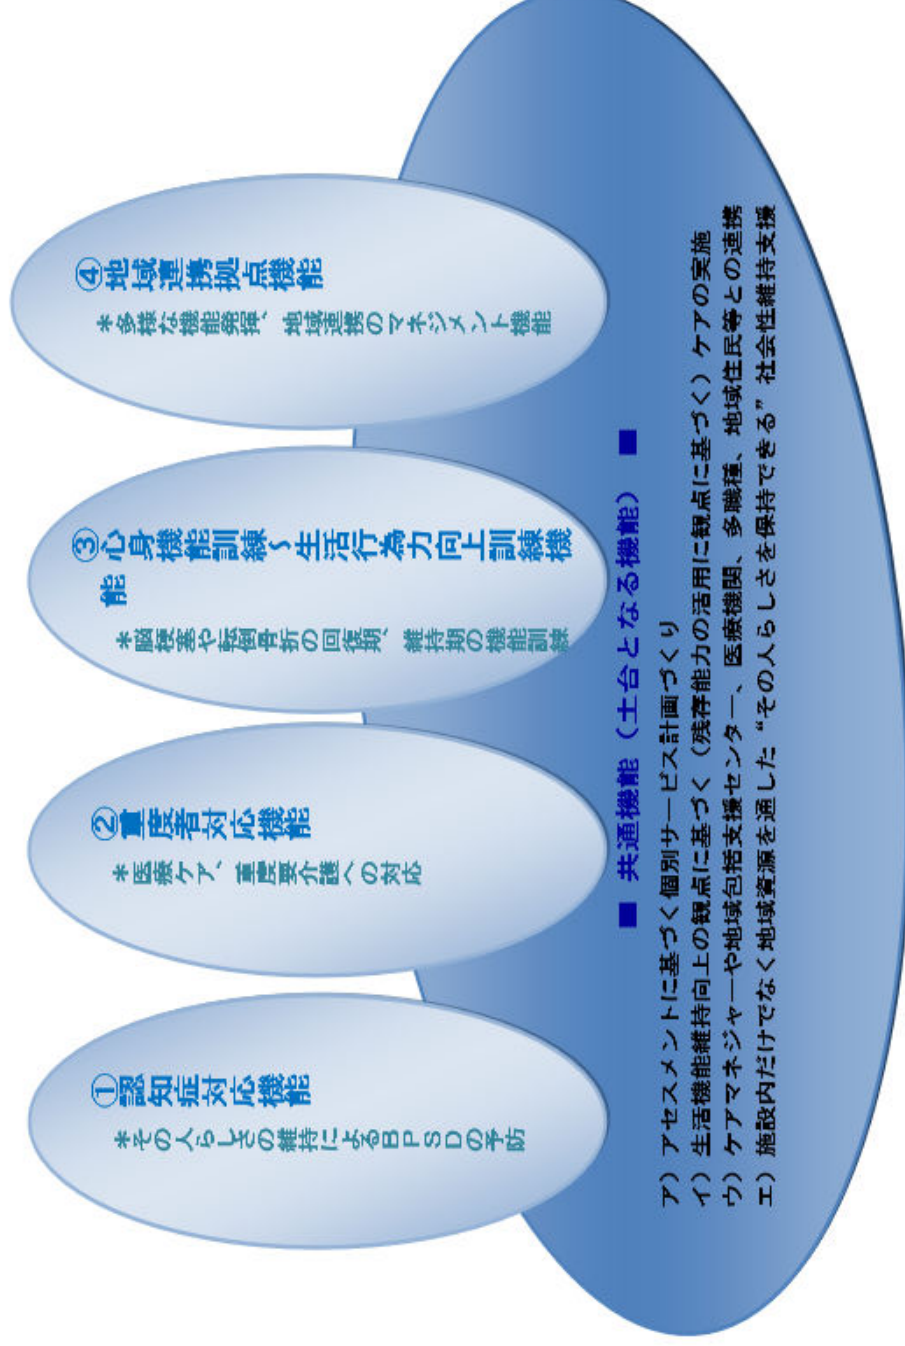 ①認知症対応機能
＊その人らしさの維持によるＢＰＳＤの予防
②重度者対応機能
＊医療ケア、重度要介護への対応
③心身機能訓練～生活行為力向上訓練機
能
＊脳梗塞や転倒骨折の回復期、維持期の機能訓練
④地域連携拠点機能
＊多様な機能発揮、地域連携のマネジメント機能
■ 共通機能（土台となる機能） ■
ア）アセスメントに基づく個別サービス計画づくり
イ）生活機能維持向上の観点に基づく（残存能力の活用に観点に基づく）ケアの実施
ウ）ケアマネジャーや地域包括支援センター、医療機関、多職種、地域住民等との連携
エ）施設内だけでなく地域資源を通した“その人らしさを保持できる”社会性維持支援